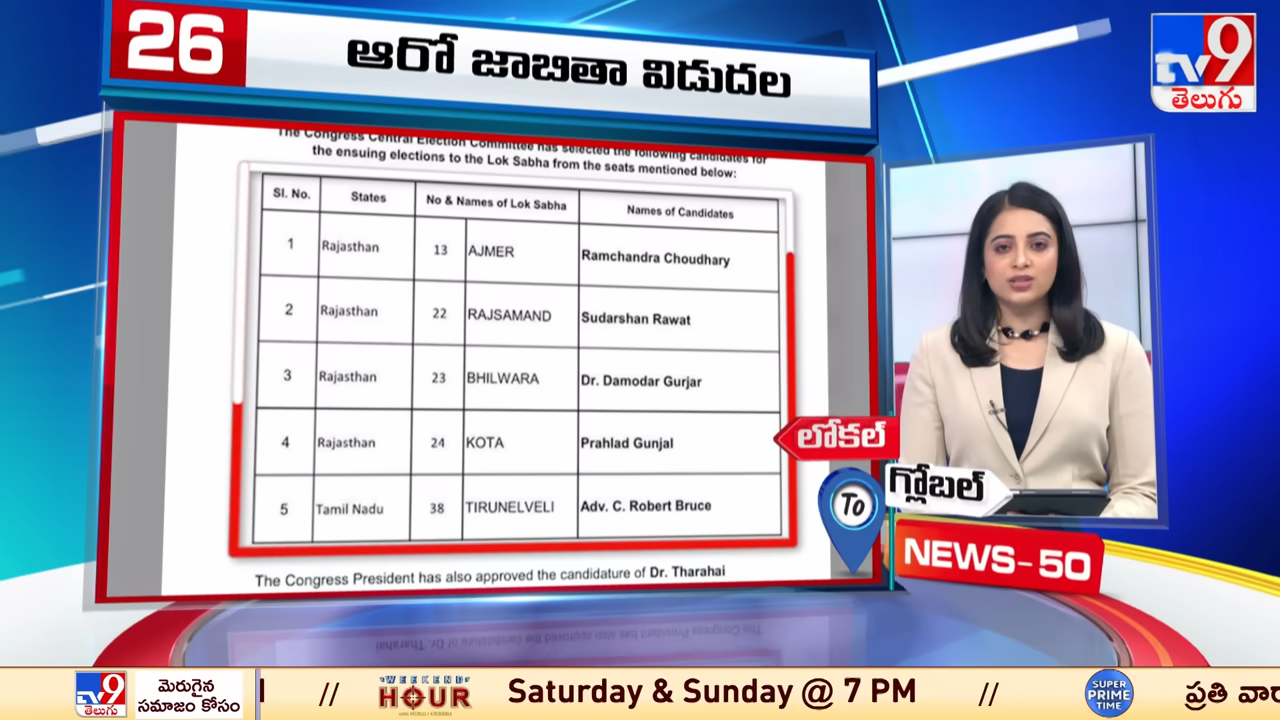 26
ఆరో జాబితా విడుదల
tv9
తెలుగు
The Congress Central Election Committee has selected the following candidates for
the ensuing elections to the Lok Sabha from the seats mentioned below:
Sl. No. States No & Names of Lok Sabha Names of Candidates
1 Rajasthan 13 AJMER Ramchandra Choudhary
2 Rajasthan 22 RAJSAMAND Sudarshan Rawat
3 Rajasthan 23 BHILWARA Dr. Damodar Gurjar
4 Rajasthan 24 KOTA Prahlad Gunjal
5 Tamil Nadu 38 TIRUNELVELI Adv. C. Robert Bruce
The Congress President has also approved the candidature of Dr. Tharahai
లోకల్
To
గ్లోబల్
NEWS-50
tv9
తెలుగు
మెరుగైన
సమాజం కోసం
// WEEKEND HOUR Saturday & Sunday @ 7 PM // SUPER PRIME TIME ప్రతి